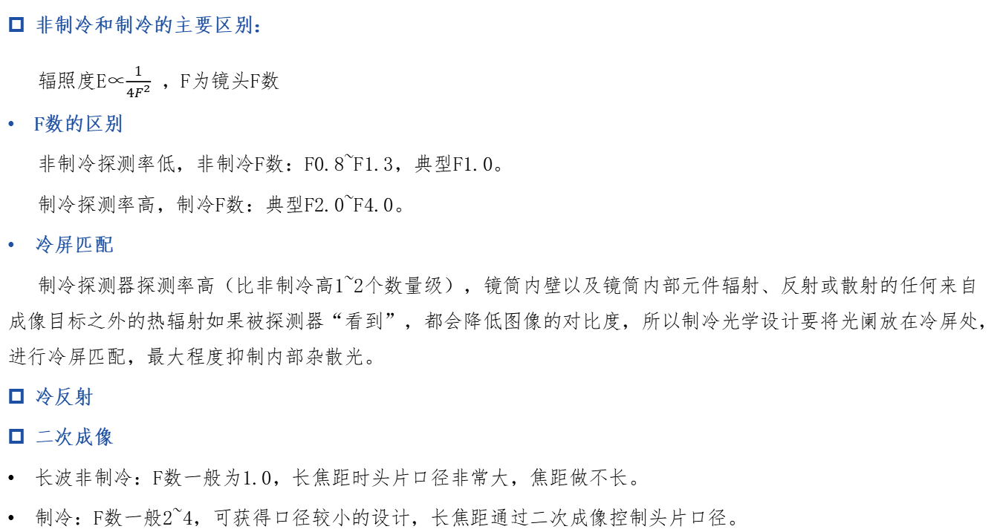 非制冷和制冷的主要区别：
辐照度E∝1/4F²，F为镜头F数
• F数的区别
非制冷探测率低，非制冷F数：F0.8~F1.3，典型F1.0。
制冷探测率高，制冷F数：典型F2.0~F4.0。
• 冷屏匹配
制冷探测器探测率高（比非制冷高1~2个数量级），镜筒内壁以及镜筒内部元件辐射、反射或散射的任何来自
成像目标之外的热辐射如果被探测器“看到”，都会降低图像的对比度，所以制冷光学设计要将光阑放在冷屏处，
进行冷屏匹配，最大程度抑制内部杂散光。
冷反射
二次成像
• 长波非制冷：F数一般为1.0，长焦距时头片口径非常大，焦距做不长。
• 制冷：F数一般2~4，可获得口径较小的设计，长焦距通过二次成像控制头片口径。